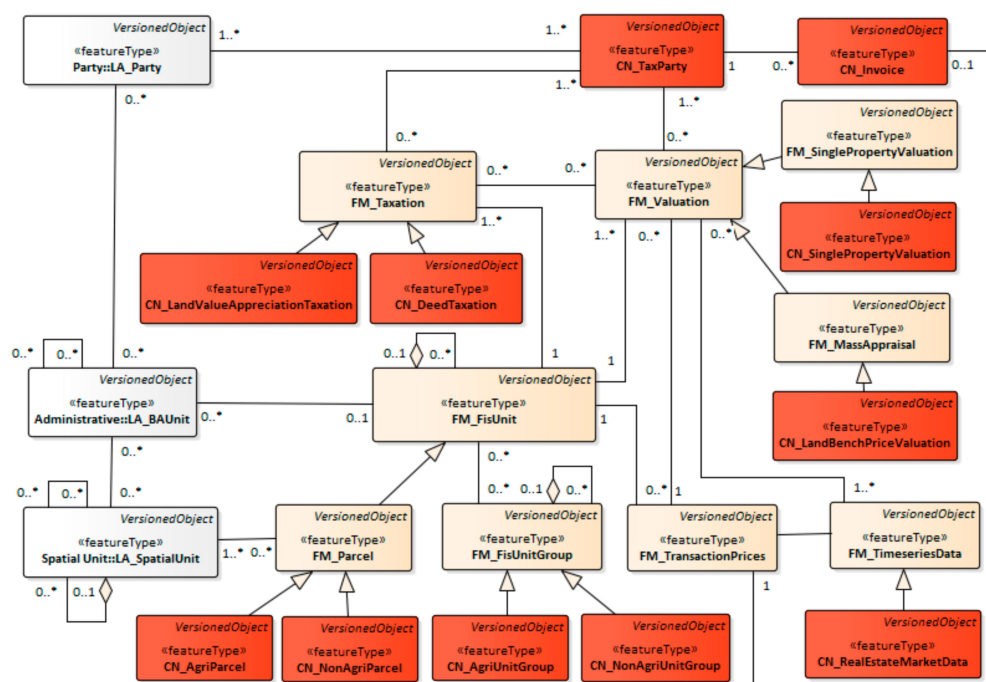 VersionedObject
«featureType»
Party::LA_Party
1..*
1..*
VersionedObject
«featureType»
CN_TaxParty
1
0..*
VersionedObject
«featureType»
CN_Invoice
0..1
0..*
1..*
1..*
0..*
0..*
VersionedObject
«featureType»
FM_SinglePropertyValuation
VersionedObject
«featureType»
FM_Taxation
0..*
0..*
VersionedObject
«featureType»
FM_Valuation
1..*
1..*
0..*
0..*
VersionedObject
«featureType»
CN_SinglePropertyValuation
VersionedObject
«featureType»
CN_LandValueAppreciationTaxation
VersionedObject
«featureType»
CN_DeedTaxation
VersionedObject
«featureType»
FM_MassAppraisal
0..*
0..*
0..*
0..1
0..*
1
1
VersionedObject
«featureType»
Administrative::LA_BAUnit
0..*
0..1
VersionedObject
«featureType»
FM_FisUnit
1
VersionedObject
«featureType»
CN_LandBenchPriceValuation
0..*
0..*
0..*
0..*
0..*
0..*
0..1
0..*
0..*
1
1..*
VersionedObject
«featureType»
Spatial Unit::LA_SpatialUnit
1..*
0..*
VersionedObject
«featureType»
FM_Parcel
VersionedObject
«featureType»
FM_FisUnitGroup
VersionedObject
«featureType»
FM_TransactionPrices
VersionedObject
«featureType»
FM_TimeseriesData
0..*
0..1
1
VersionedObject
«featureType»
CN_AgriParcel
VersionedObject
«featureType»
CN_NonAgriParcel
VersionedObject
«featureType»
CN_AgriUnitGroup
VersionedObject
«featureType»
CN_NonAgriUnitGroup
VersionedObject
«featureType»
CN_RealEstateMarketData